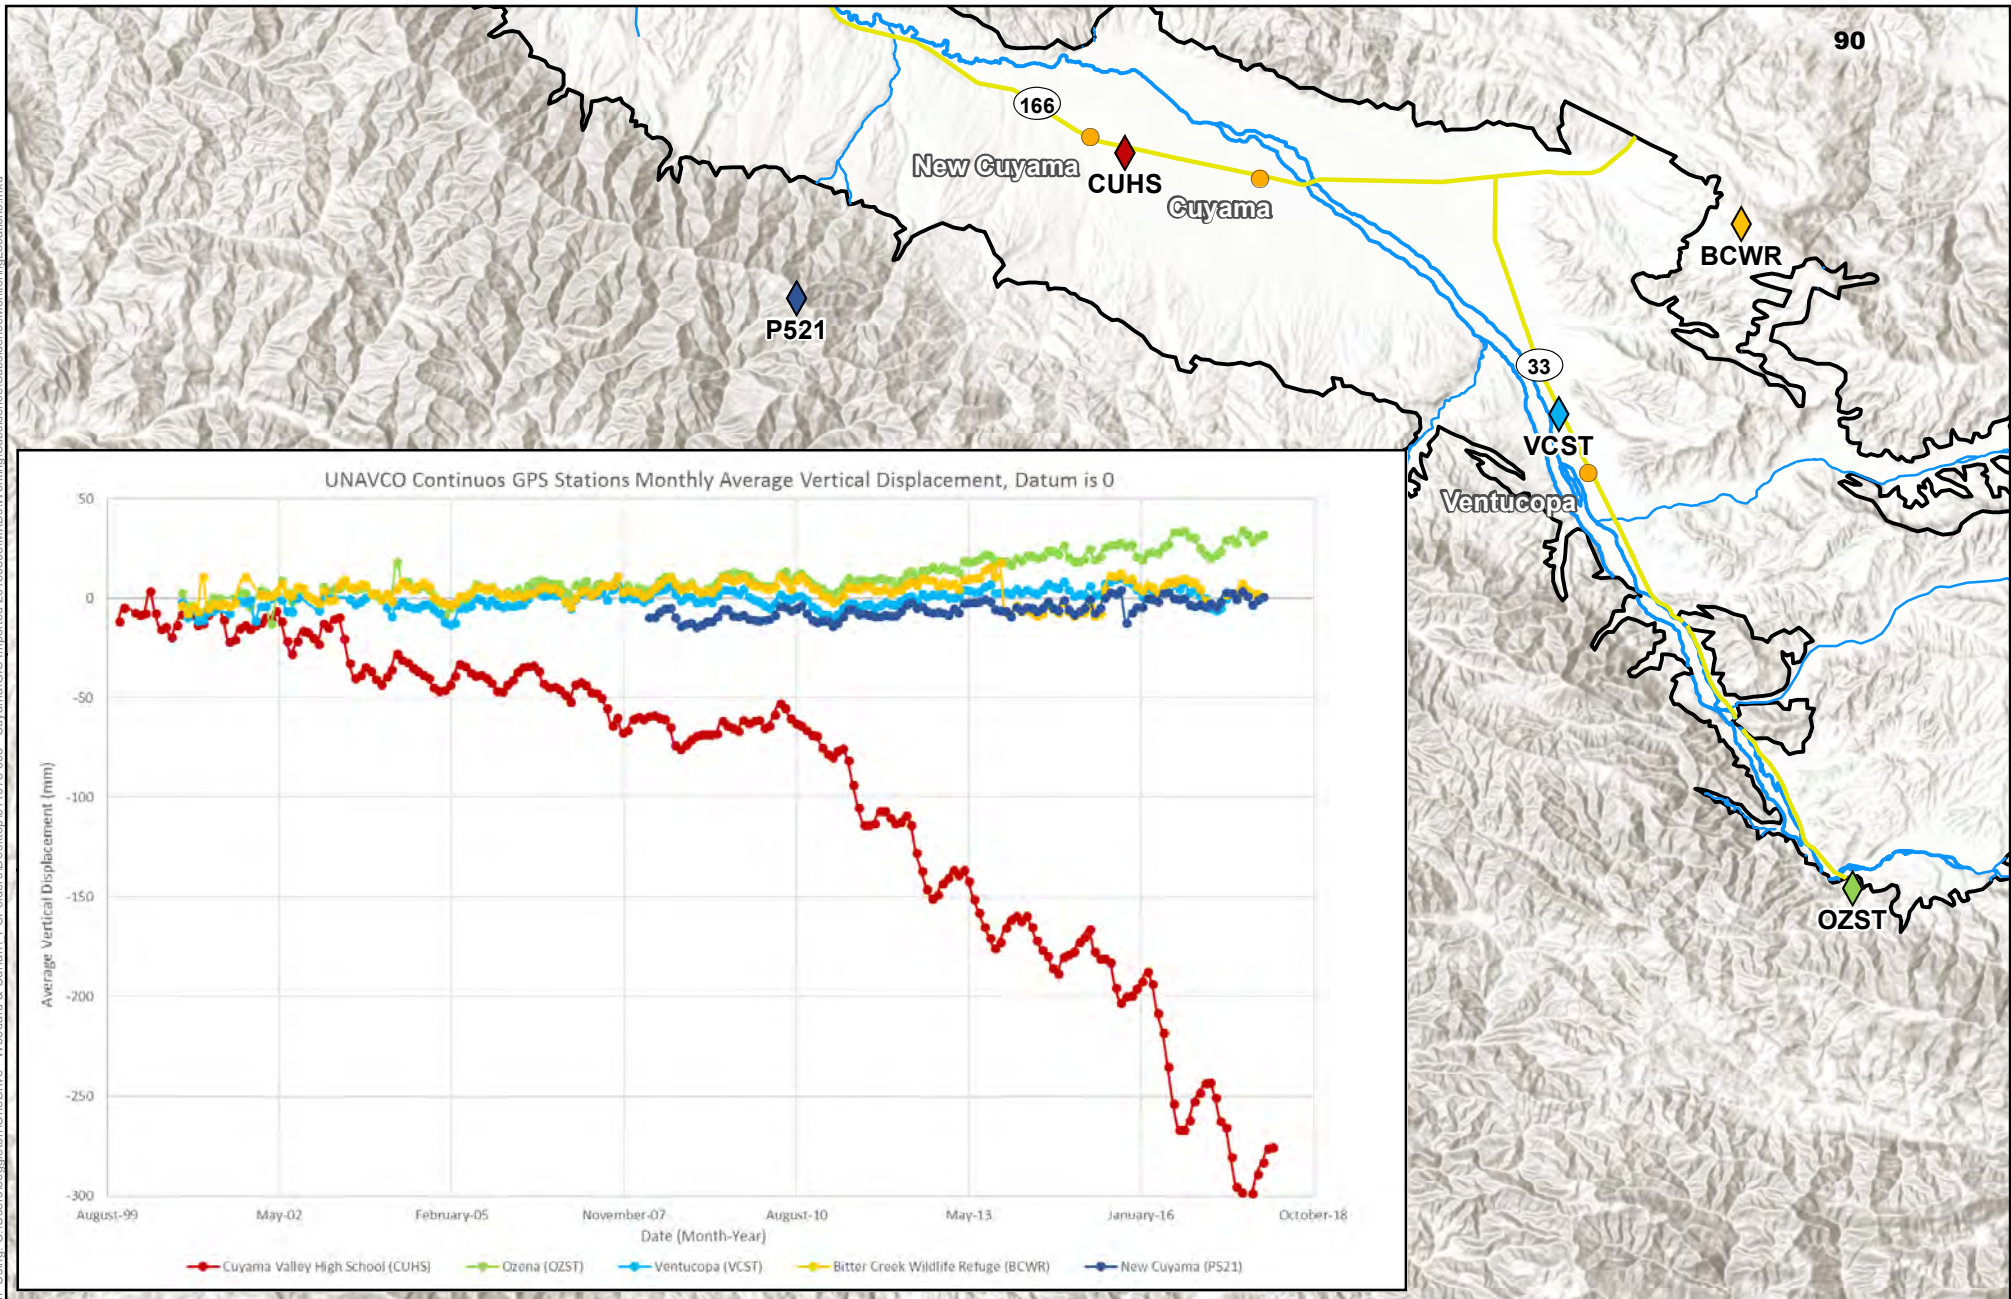 90
166
New Cuyama
CUHS
Cuyama
BCWR
P521
33
VCST
Ventucopa
OZST
UNAVCO Continuos GPS Stations Monthly Average Vertical Displacement, Datum is 0
50
0
-50
-100
-150
-200
-250
-300
Average Vertical Displacement (mm)
August-99 May-02 February-05 November-07 August-10 May-13 January-16 October-18
Date (Month-Year)
Cuyama Valley High School (CUHS) Ozena (OZST) Ventucopa (VCST) Bitter Creek Wildlife Refuge (BCWR) New Cuyama (P521)